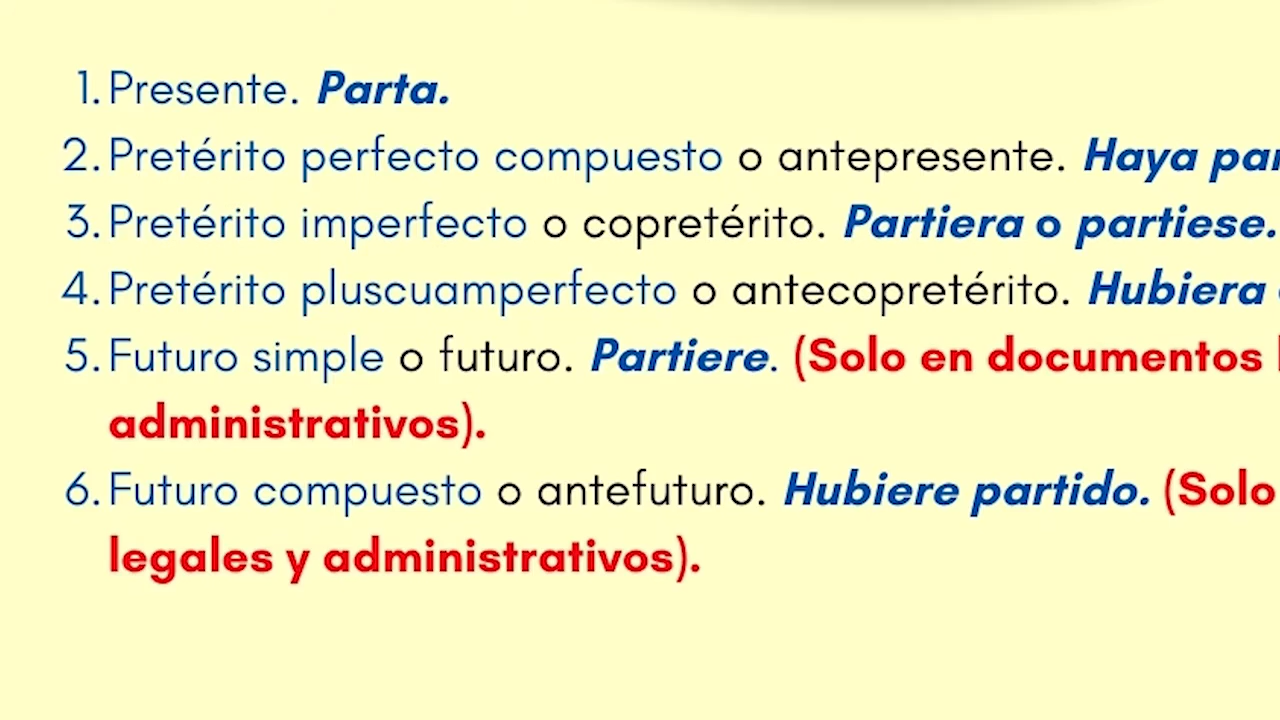 1. Presente. Parta.
2. Pretérito perfecto compuesto o antepresente. Haya
3. Pretérito imperfecto o copretérito. Partiera o partiese.
4. Pretérito pluscuamperfecto o antecopretérito. Hubiera
5. Futuro simple o futuro. Partiere. (Solo en documentos
administrativos).
6. Futuro compuesto o antefuturo. Hubiere partido. (Solo
legales y administrativos).